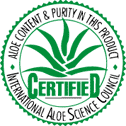 ALOE CONTENT & PURITY IN THIS PRODUCT
CERTIFIED
INTERNATIONAL ALOE SCIENCE COUNCIL